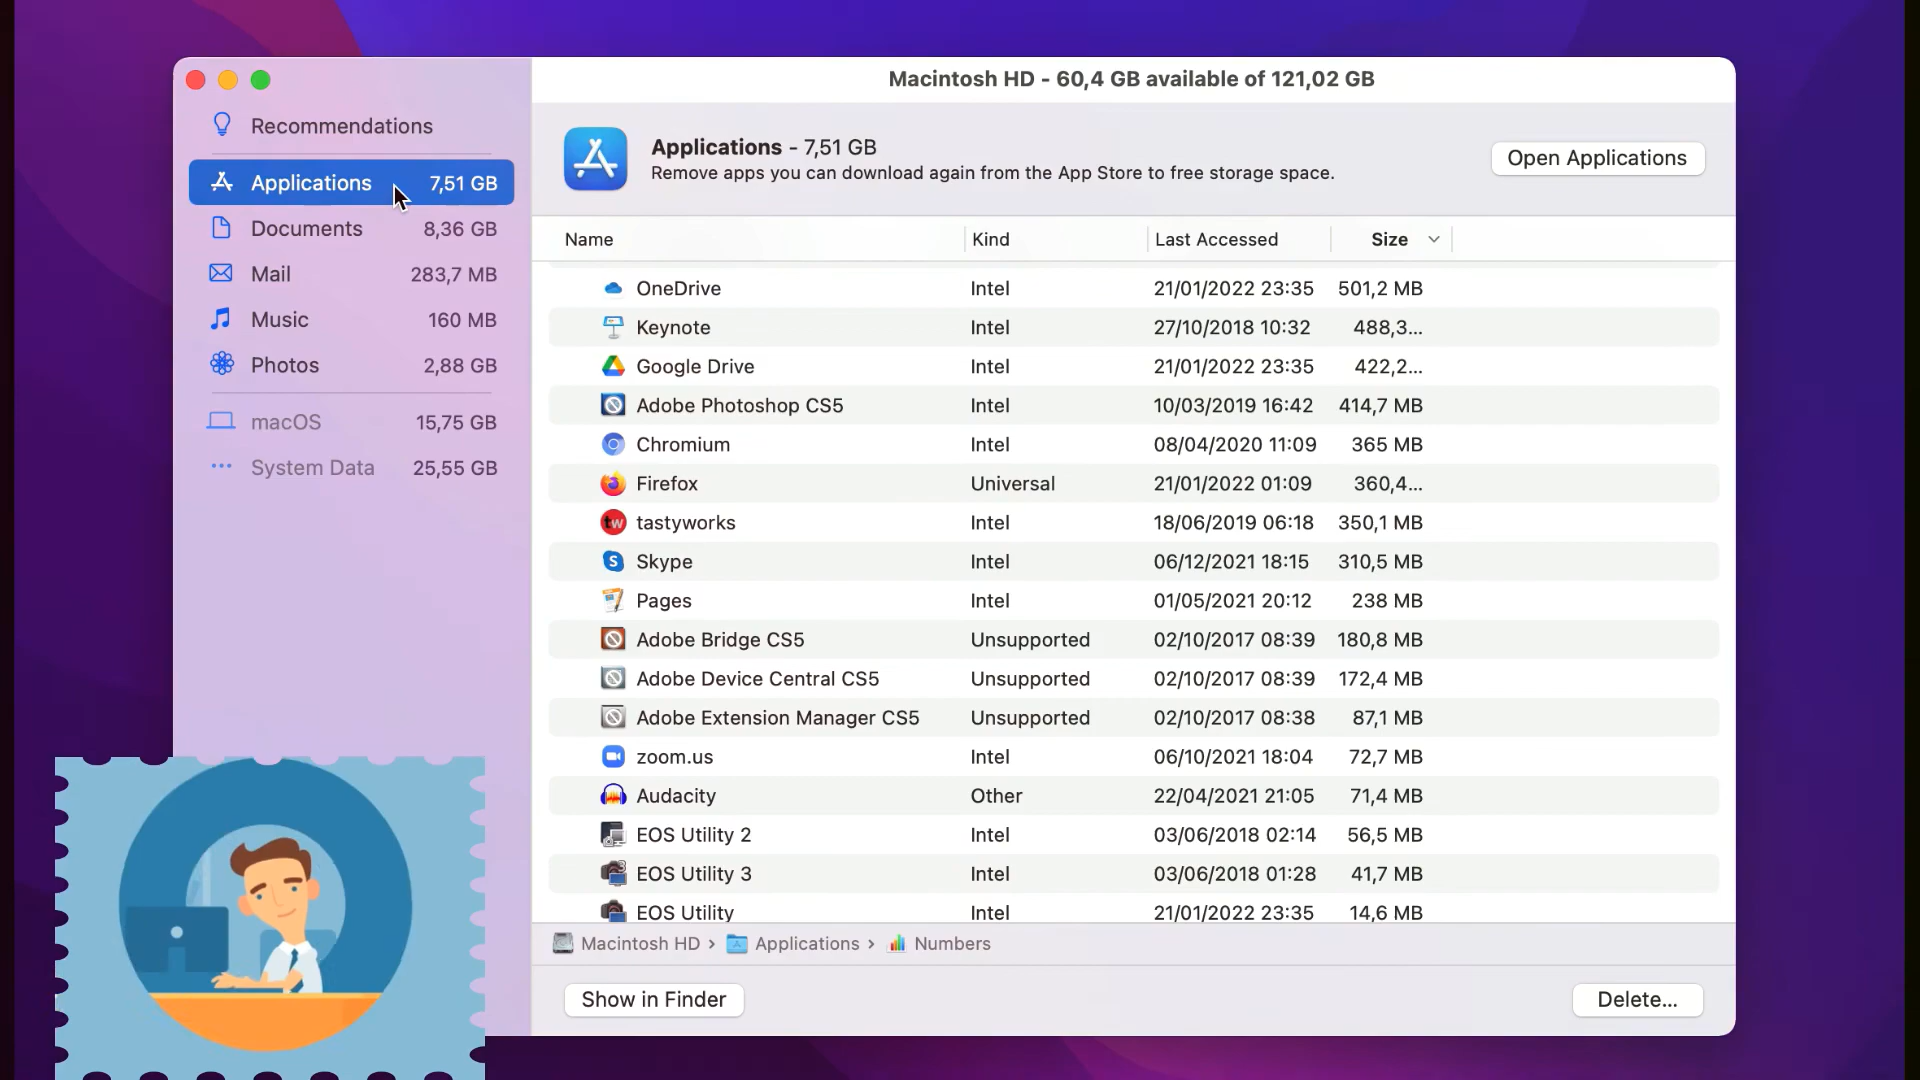 Macintosh HD - 60,4 GB available of 121,02 GB
Recommendations
Applications 7,51 GB
Documents 8,36 GB
Mail 283,7 MB
Music 160 MB
Photos 2,88 GB
macOS 15,75 GB
System Data 25,55 GB
Applications - 7,51 GB
Remove apps you can download again from the App Store to free storage space.
Open Applications
Name Kind Last Accessed Size
OneDrive Intel 21/01/2022 23:35 501,2 MB
Keynote Intel 27/10/2018 10:32 488,3...
Google Drive Intel 21/01/2022 23:35 422,2...
Adobe Photoshop CS5 Intel 10/03/2019 16:42 414,7 MB
Chromium Intel 08/04/2020 11:09 365 MB
Firefox Universal 21/01/2022 01:09 360,4...
tw tastyworks Intel 18/06/2019 06:18 350,1 MB
S Skype Intel 06/12/2021 18:15 310,5 MB
Pages Intel 01/05/2021 20:12 238 MB
Adobe Bridge CS5 Unsupported 02/10/2017 08:39 180,8 MB
Adobe Device Central CS5 Unsupported 02/10/2017 08:39 172,4 MB
Adobe Extension Manager CS5 Unsupported 02/10/2017 08:38 87,1 MB
zoom.us Intel 06/10/2021 18:04 72,7 MB
Audacity Other 22/04/2021 21:05 71,4 MB
EOS Utility 2 Intel 03/06/2018 02:14 56,5 MB
EOS Utility 3 Intel 03/06/2018 01:28 41,7 MB
EOS Utility Intel 21/01/2022 23:35 14,6 MB
Macintosh HD › Applications › Numbers
Show in Finder
Delete...